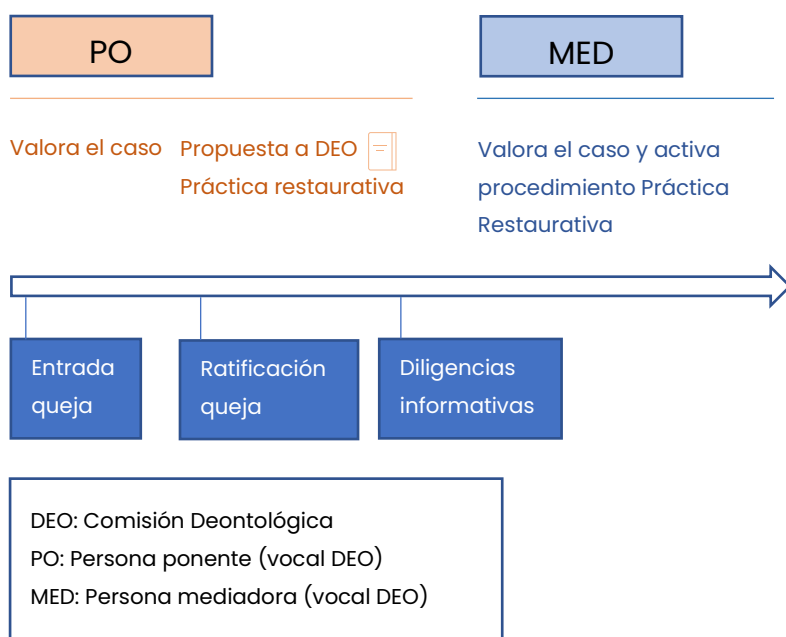 PO
MED
Valora el caso
Propuesta a DEO
Práctica restaurativa
Valora el caso y activa
procedimiento Práctica
Restaurativa
Entrada
queja
Ratificación
queja
Diligencias
informativas
DEO: Comisión Deontológica
PO: Persona ponente (vocal DEO)
MED: Persona mediadora (vocal DEO)